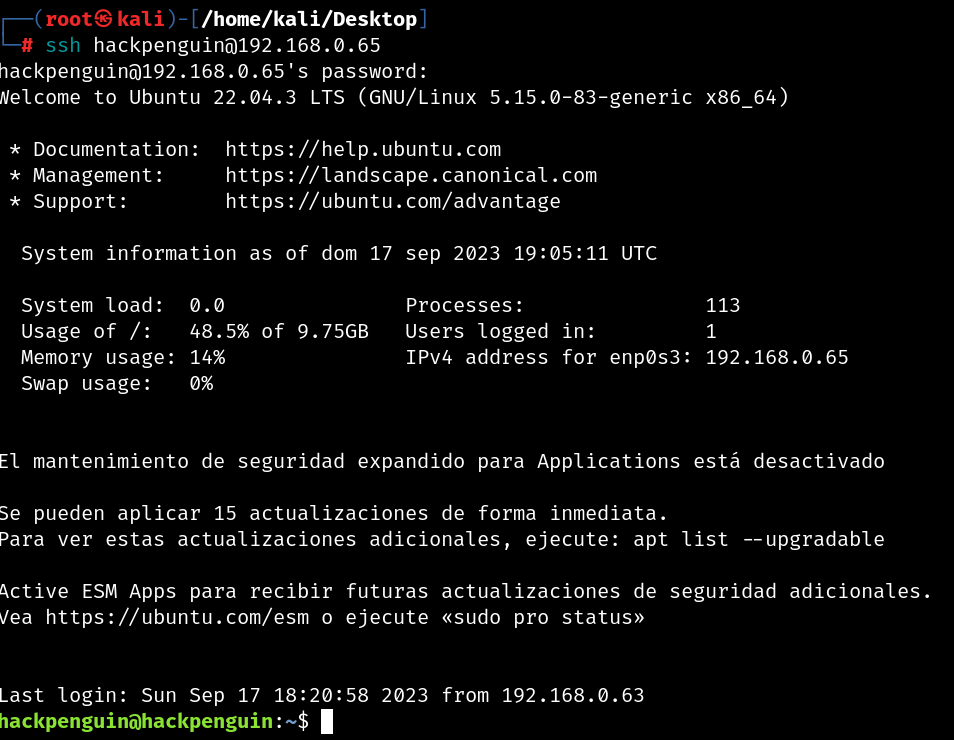 ┌──(root㉿kali)-[/home/kali/Desktop]
└─# ssh hackpenguin@192.168.0.65
hackpenguin@192.168.0.65's password:
Welcome to Ubuntu 22.04.3 LTS (GNU/Linux 5.15.0-83-generic x86_64)
* Documentation:  https://help.ubuntu.com
* Management:     https://landscape.canonical.com
* Support:        https://ubuntu.com/advantage
System information as of dom 17 sep 2023 19:05:11 UTC
System load:  0.0               Processes:               113
Usage of /:   48.5% of 9.75GB   Users logged in:         1
Memory usage: 14%               IPv4 address for enp0s3: 192.168.0.65
Swap usage:   0%
El mantenimiento de seguridad expandido para Applications está desactivado
Se pueden aplicar 15 actualizaciones de forma inmediata.
Para ver estas actualizaciones adicionales, ejecute: apt list --upgradable
Active ESM Apps para recibir futuras actualizaciones de seguridad adicionales.
Vea https://ubuntu.com/esm o ejecute «sudo pro status»
Last login: Sun Sep 17 18:20:58 2023 from 192.168.0.63
hackpenguin@hackpenguin:~$